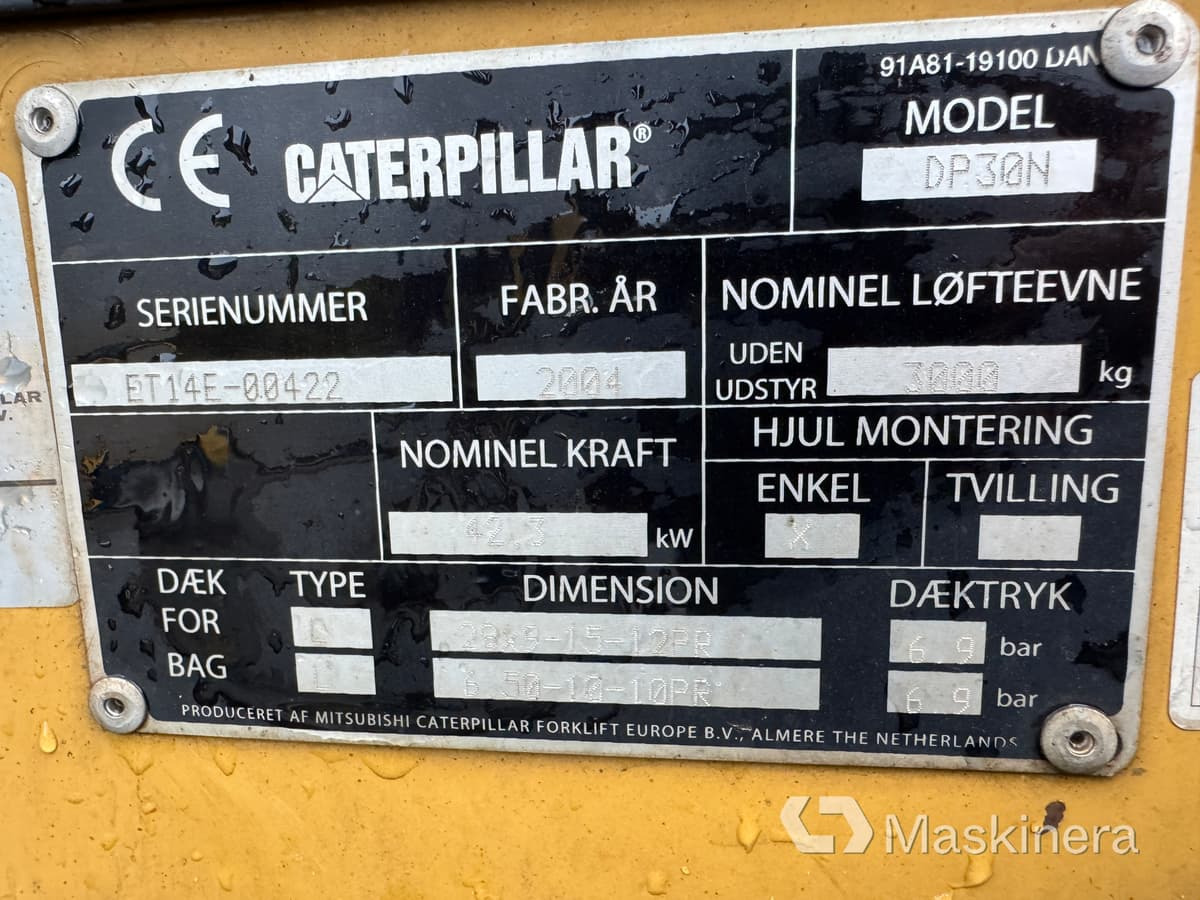 91A81-19100 DAN
CE CATERPILLAR®
MODEL
DP30N
SERIENUMMER
ET14E-00422
FABR. ÅR
2004
NOMINEL LØFTEEVNE
UDEN
UDSTYR 3000 kg
HJUL MONTERING
NOMINEL KRAFT
42,3 kW
ENKEL TVILLING
X
DÆK TYPE DIMENSION DÆKTRYK
FOR L 28x9-15-12PR 6.9 bar
BAG L 6.50-10-10PR 6.9 bar
PRODUCERET AF MITSUBISHI CATERPILLAR FORKLIFT EUROPE B.V., ALMERE THE NETHERLANDS
LAR
V.
Maskinera